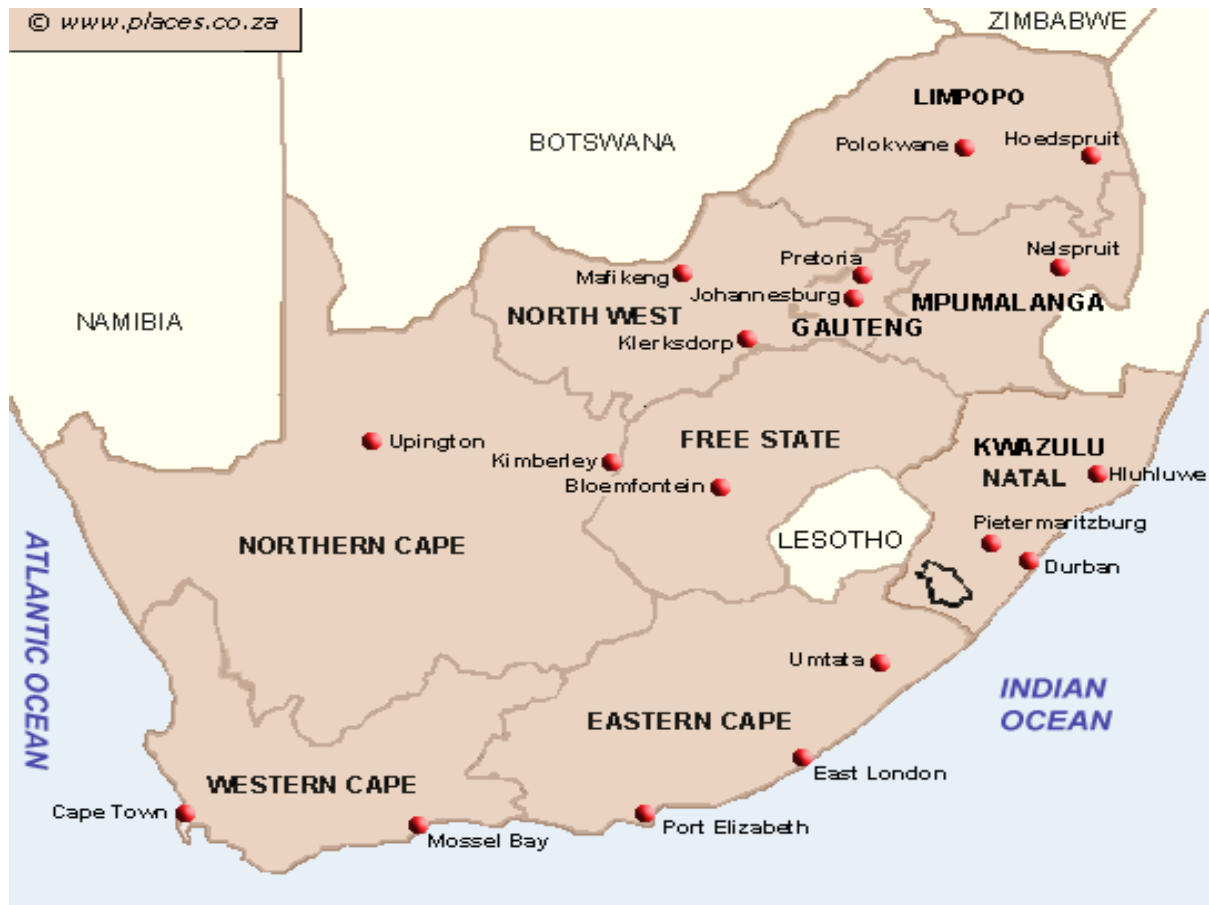 © www.places.co.za
ZIMBABWE
LIMPOPO
BOTSWANA
Polokwane
Hoedspruit
Nelspruit
Pretoria
Mafikeng
Johannesburg
MPUMALANGA
NAMIBIA
NORTH WEST
GAUTENG
Klerksdorp
Upington
FREE STATE
KWAZULU
NATAL
Kimberley
Bloemfontein
Hluhluwe
Pietermaritzburg
LESOTHO
NORTHERN CAPE
Durban
ATLANTIC OCEAN
Umtata
INDIAN
OCEAN
EASTERN CAPE
East London
WESTERN CAPE
Cape Town
Port Elizabeth
Mossel Bay